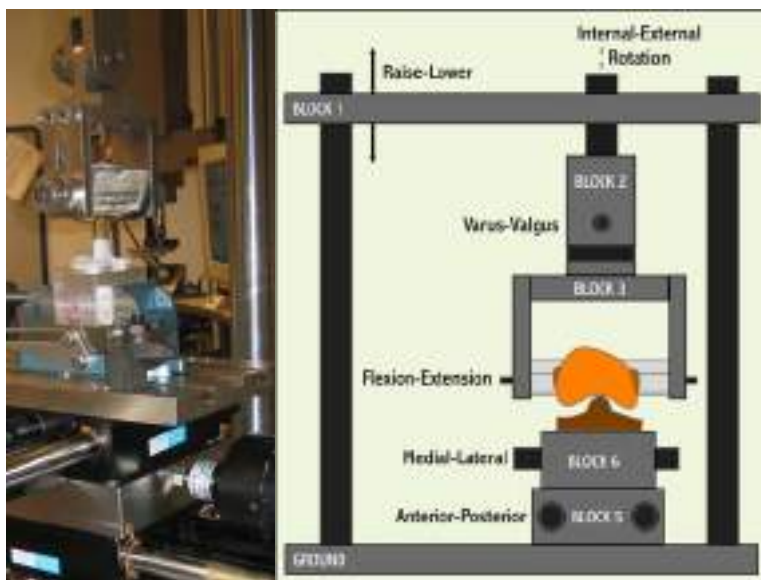 Internal-External
Rotation
Raise-Lower
BLOCK 1
BLOCK 2
Varus-Valgus
BLOCK 3
Flexion-Extension
Medial-Lateral
BLOCK 6
Anterior-Posterior
BLOCK 5
GROUND